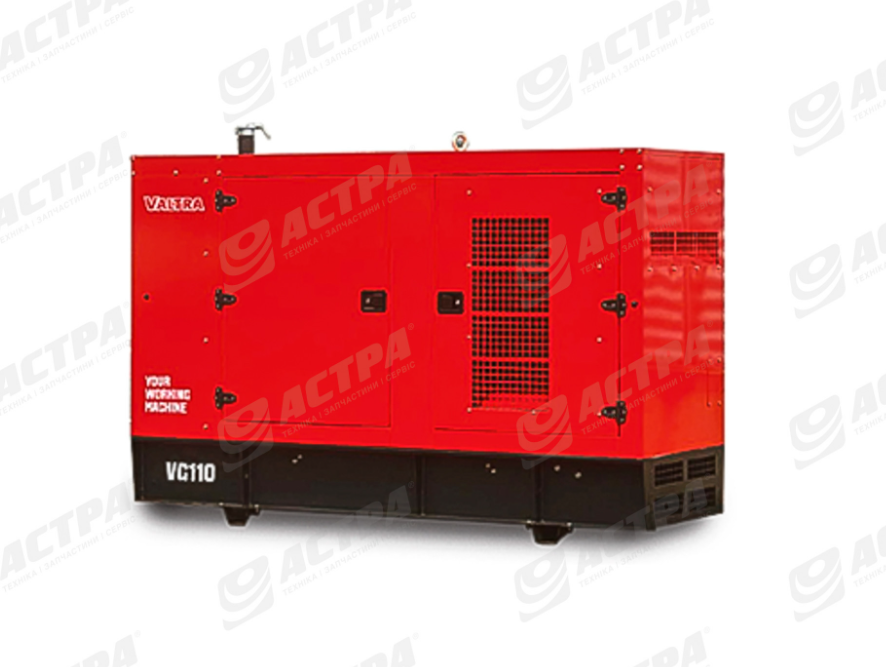 VALTRA
YOUR
WORKING
MACHINE
VG110
АСТРА
ТЕХНІКА І ЗАПЧАСТИНИ І СЕРВІС